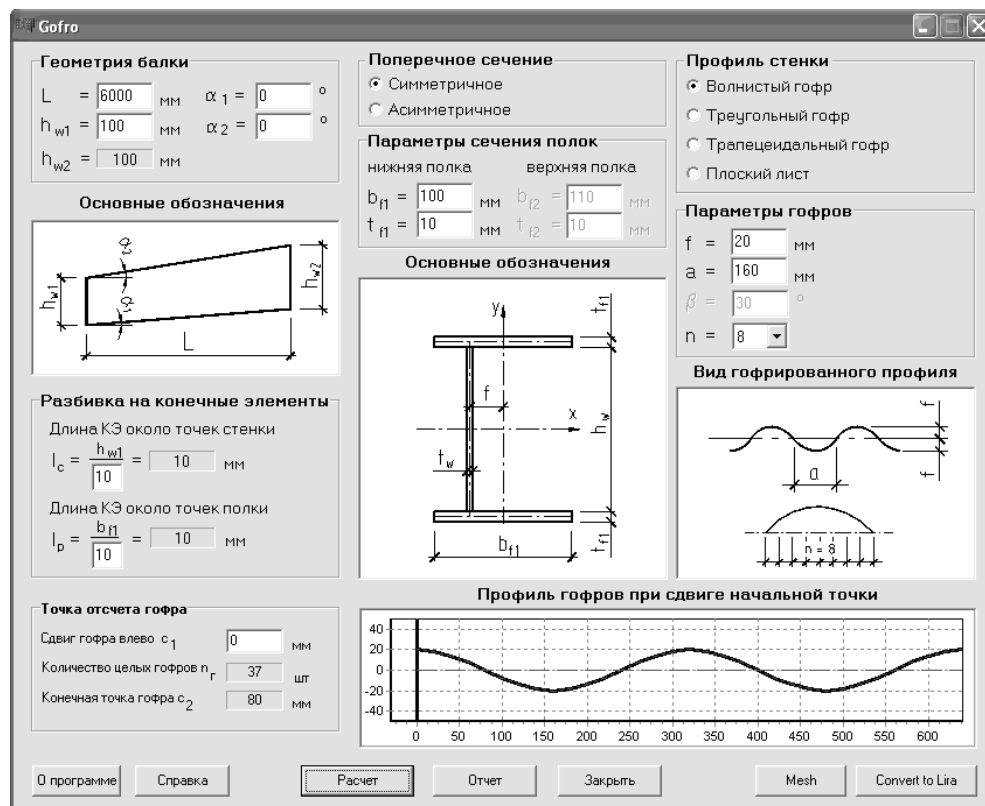 Gofro
Геометрия балки
L = 6000 мм α 1 = 0 °
h w1 = 100 мм α 2 = 0 °
h w2 = 100 мм
Основные обозначения
h w1
α 2
α 1
h w2
L
Разбивка на конечные элементы
Длина КЭ около точек стенки
l c = h w1 / 10 = 10 мм
Длина КЭ около точек полки
l p = b f1 / 10 = 10 мм
Точка отсчета гофра
Сдвиг гофра влево c 1 0 мм
Количество целых гофров n г 37 шт
Конечная точка гофра c 2 80 мм
Поперечное сечение
Симметричное
Асимметричное
Параметры сечения полок
нижняя полка верхняя полка
b f1 = 100 мм b f2 = 110 мм
t f1 = 10 мм t f2 = 10 мм
Основные обозначения
y
t f1
f
x
h w
t w
b f1
t f1
Профиль стенки
Волнистый гофр
Треугольный гофр
Трапецеидальный гофр
Плоский лист
Параметры гофров
f = 20 мм
a = 160 мм
β = 30 °
n = 8
Вид гофрированного профиля
f
f
a
n = 8
Профиль гофров при сдвиге начальной точки
40
20
0
-20
-40
0 50 100 150 200 250 300 350 400 450 500 550 600
О программе Справка Расчет Отчет Закрыть Mesh Convert to Lira